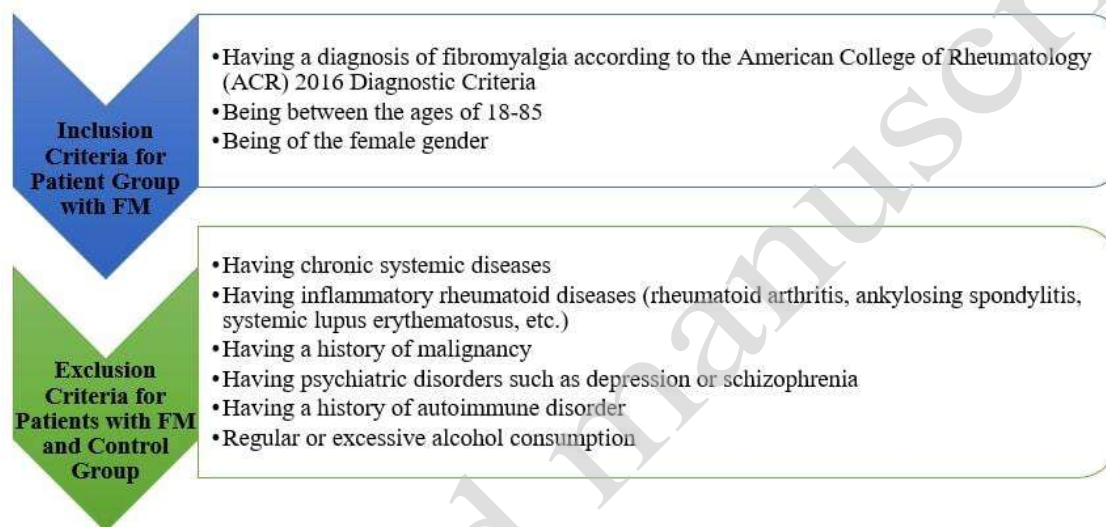 Inclusion
Criteria for
Patient Group
with FM
•Having a diagnosis of fibromyalgia according to the American College of Rheumatology
(ACR) 2016 Diagnostic Criteria
•Being between the ages of 18-85
•Being of the female gender
Exclusion
Criteria for
Patients with FM
and Control
Group
•Having chronic systemic diseases
•Having inflammatory rheumatoid diseases (rheumatoid arthritis, ankylosing spondylitis,
systemic lupus erythematosus, etc.)
•Having a history of malignancy
•Having psychiatric disorders such as depression or schizophrenia
•Having a history of autoimmune disorder
•Regular or excessive alcohol consumption